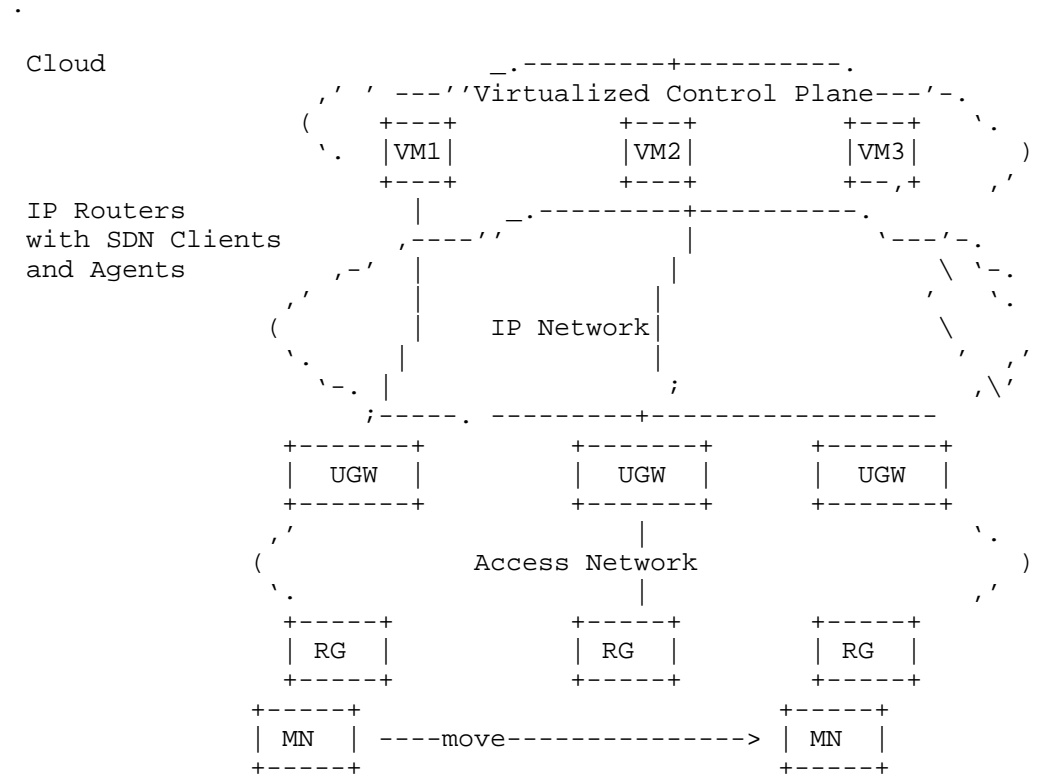 Cloud
Virtualized Control Plane
VM1 VM2 VM3
IP Routers
with SDN Clients
and Agents
IP Network
UGW UGW UGW
Access Network
RG RG RG
MN ----move---------------> MN